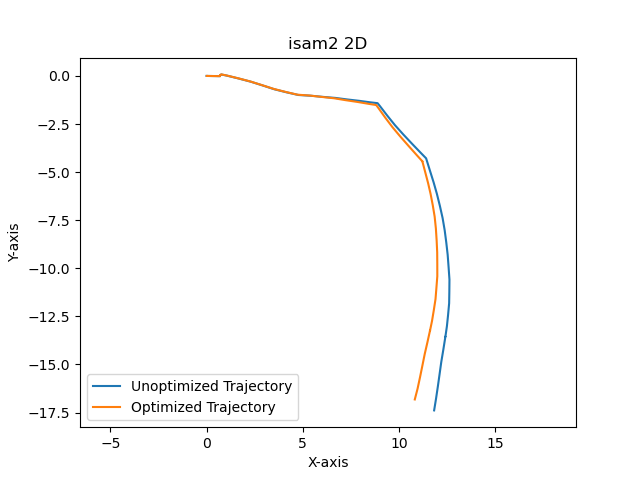 isam2 2D
0.0
−2.5
−5.0
−7.5
−10.0
−12.5
−15.0
−17.5
Y-axis
Unoptimized Trajectory
Optimized Trajectory
−5
0
5
10
15
X-axis